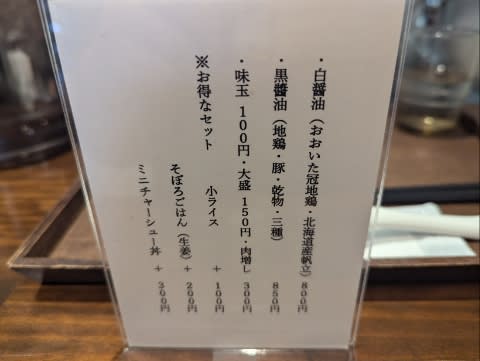 ・白醤油（おおいた冠地鶏・北海道産帆立）８００円
・黒醤油（地鶏・豚・乾物・三種）８５０円
・味玉 １００円・大盛 １５０円・肉増し ３００円
※お得なセット
小ライス ＋ １００円
そぼろごはん（生姜）＋ ２００円
ミニチャーシュー丼 ＋ ３００円